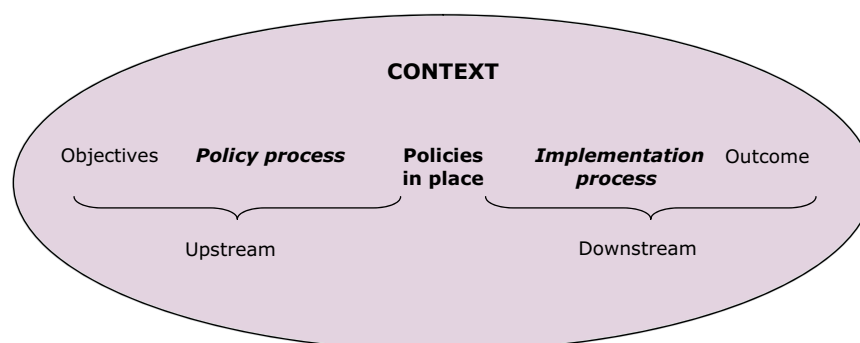 CONTEXT
Objectives Policy process Policies Implementation Outcome
in place process
Upstream Downstream